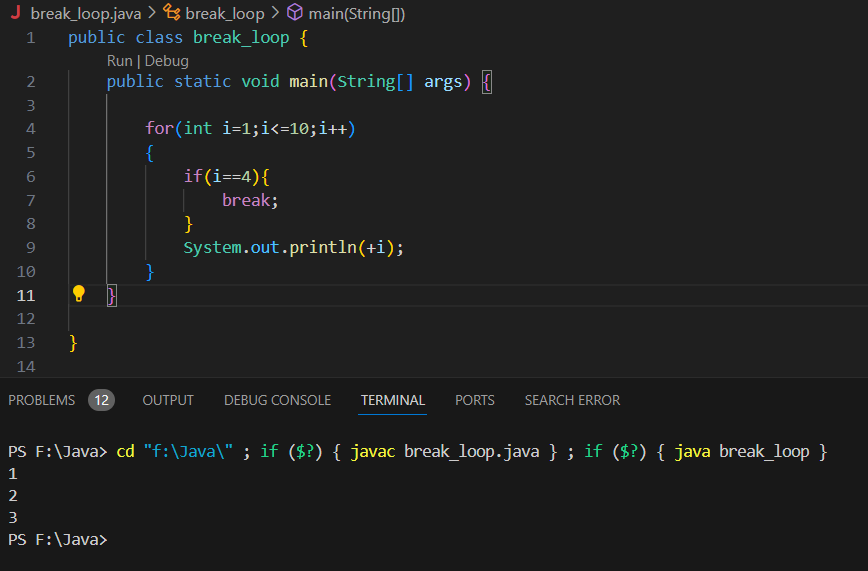 break_loop.java > break_loop > main(String[])
1 public class break_loop {
Run | Debug
2 public static void main(String[] args) {
3
4 for(int i=1;i<=10;i++)
5 {
6 if(i==4){
7 break;
8 }
9 System.out.println(+i);
10 }
11 }
12
13 }
14
PROBLEMS 12 OUTPUT DEBUG CONSOLE TERMINAL PORTS SEARCH ERROR
PS F:\Java> cd "f:\Java\" ; if ($?) { javac break_loop.java } ; if ($?) { java break_loop }
1
2
3
PS F:\Java>